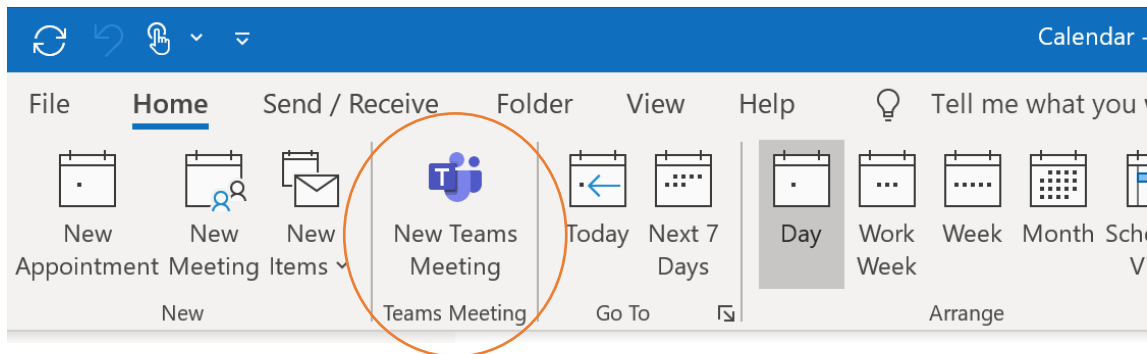 Calendar -
File Home Send / Receive Folder View Help Tell me what you
New Appointment
New Meeting
New Items
T
New Teams Meeting
Today
Next 7 Days
Day
Work Week
Week
Month
New
Teams Meeting
Go To
Arrange